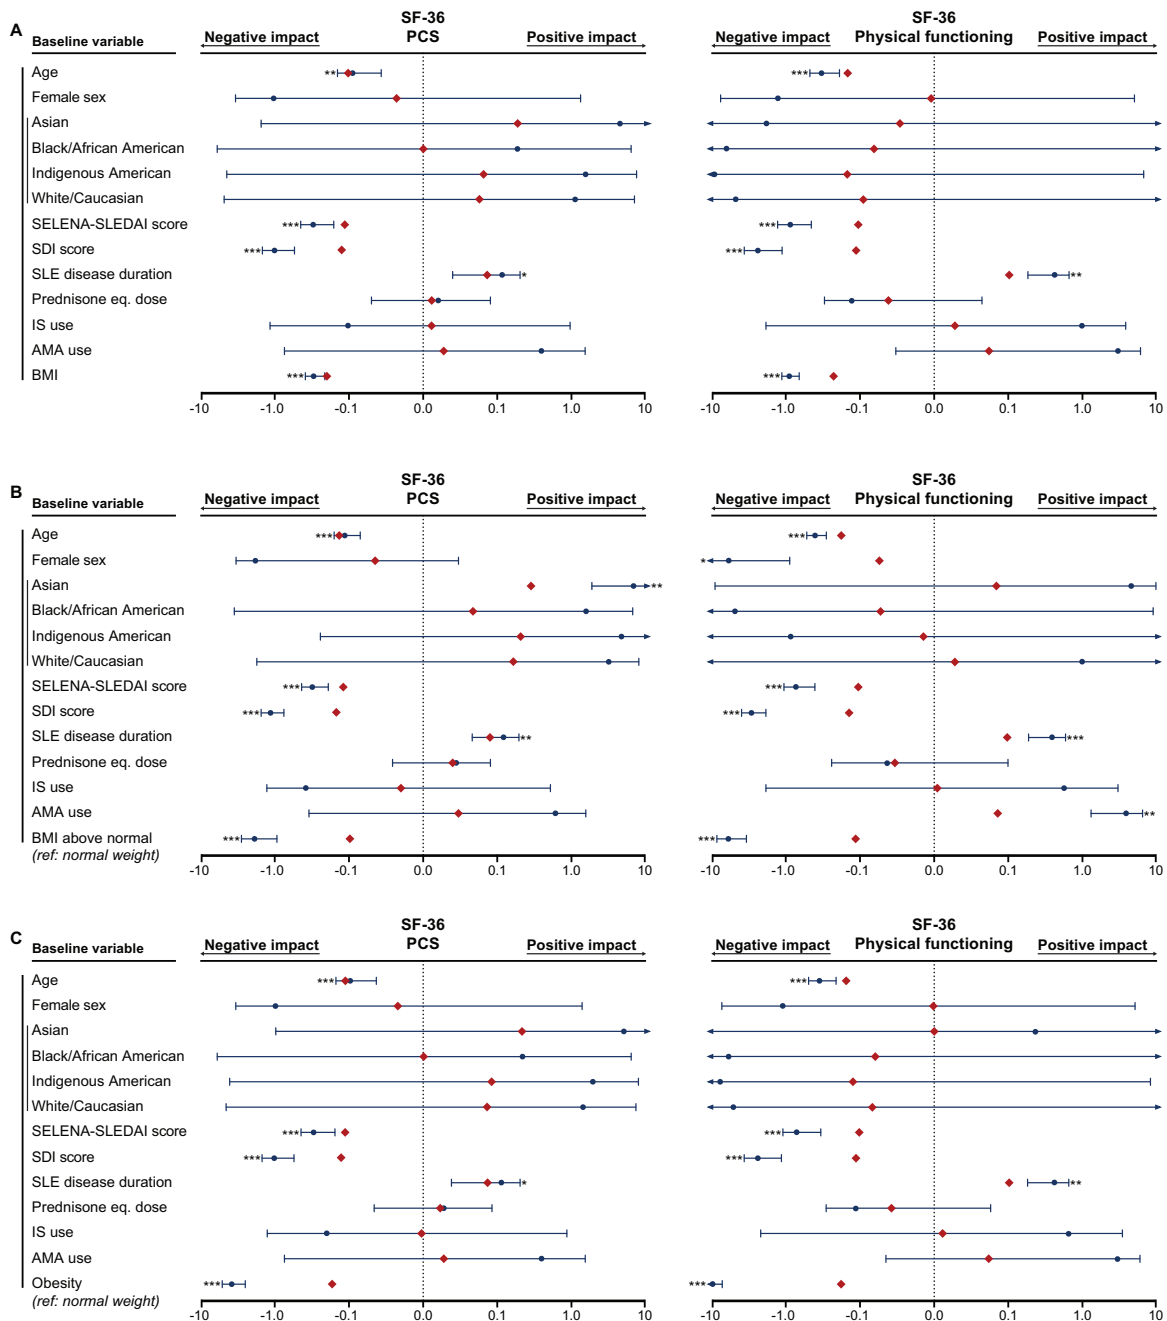 A
SF-36
PCS
SF-36
Physical functioning
Baseline variable
Negative impact
Positive impact
Negative impact
Positive impact
Age
**
***
Female sex
Asian
Black/African American
Indigenous American
White/Caucasian
SELENA-SLEDAI score
***
***
SDI score
***
***
SLE disease duration
*
**
Prednisone eq. dose
IS use
AMA use
BMI
***
***
-10 -1.0 -0.1 0.0 0.1 1.0 10
-10 -1.0 -0.1 0.0 0.1 1.0 10
B
SF-36
PCS
SF-36
Physical functioning
Baseline variable
Negative impact
Positive impact
Negative impact
Positive impact
Age
***
***
Female sex
*
Asian
**
Black/African American
Indigenous American
White/Caucasian
SELENA-SLEDAI score
***
***
SDI score
***
***
SLE disease duration
**
***
Prednisone eq. dose
IS use
AMA use
**
BMI above normal
(ref: normal weight)
***
***
-10 -1.0 -0.1 0.0 0.1 1.0 10
-10 -1.0 -0.1 0.0 0.1 1.0 10
C
SF-36
PCS
SF-36
Physical functioning
Baseline variable
Negative impact
Positive impact
Negative impact
Positive impact
Age
***
***
Female sex
Asian
Black/African American
Indigenous American
White/Caucasian
SELENA-SLEDAI score
***
***
SDI score
***
***
SLE disease duration
*
**
Prednisone eq. dose
IS use
AMA use
Obesity
(ref: normal weight)
***
***
-10 -1.0 -0.1 0.0 0.1 1.0 10
-10 -1.0 -0.1 0.0 0.1 1.0 10